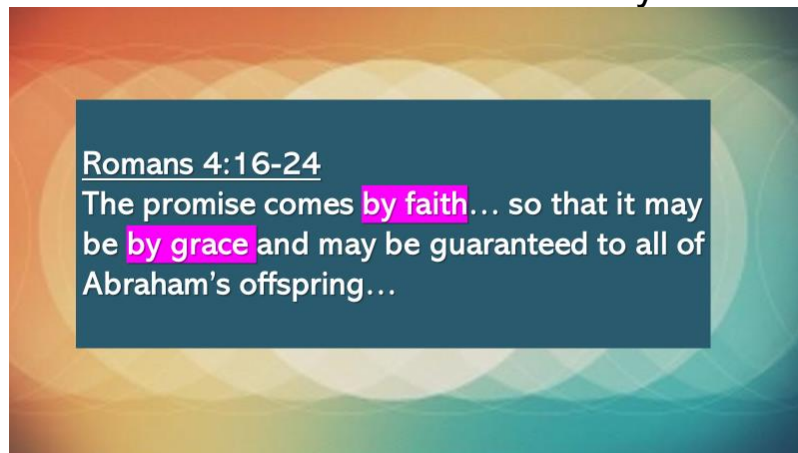 Romans 4:16-24
The promise comes by faith... so that it may
be by grace and may be guaranteed to all of
Abraham's offspring...